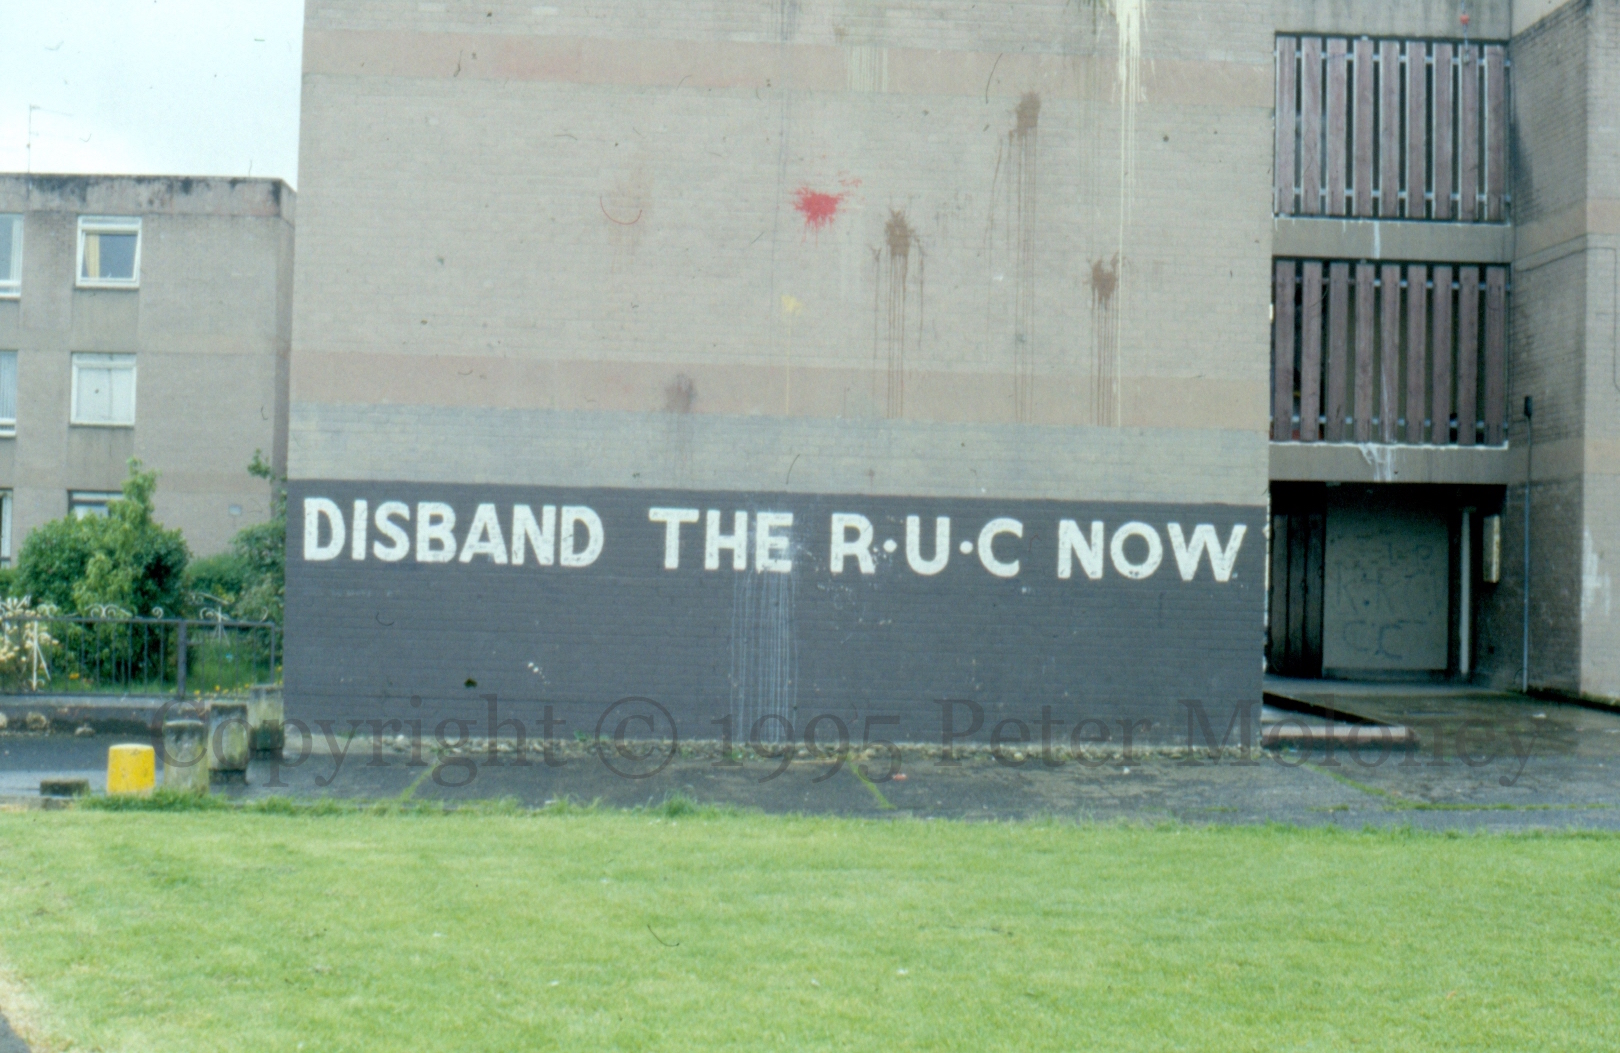 DISBAND THE R·U·C NOW
Copyright © 1995 Peter Moloney